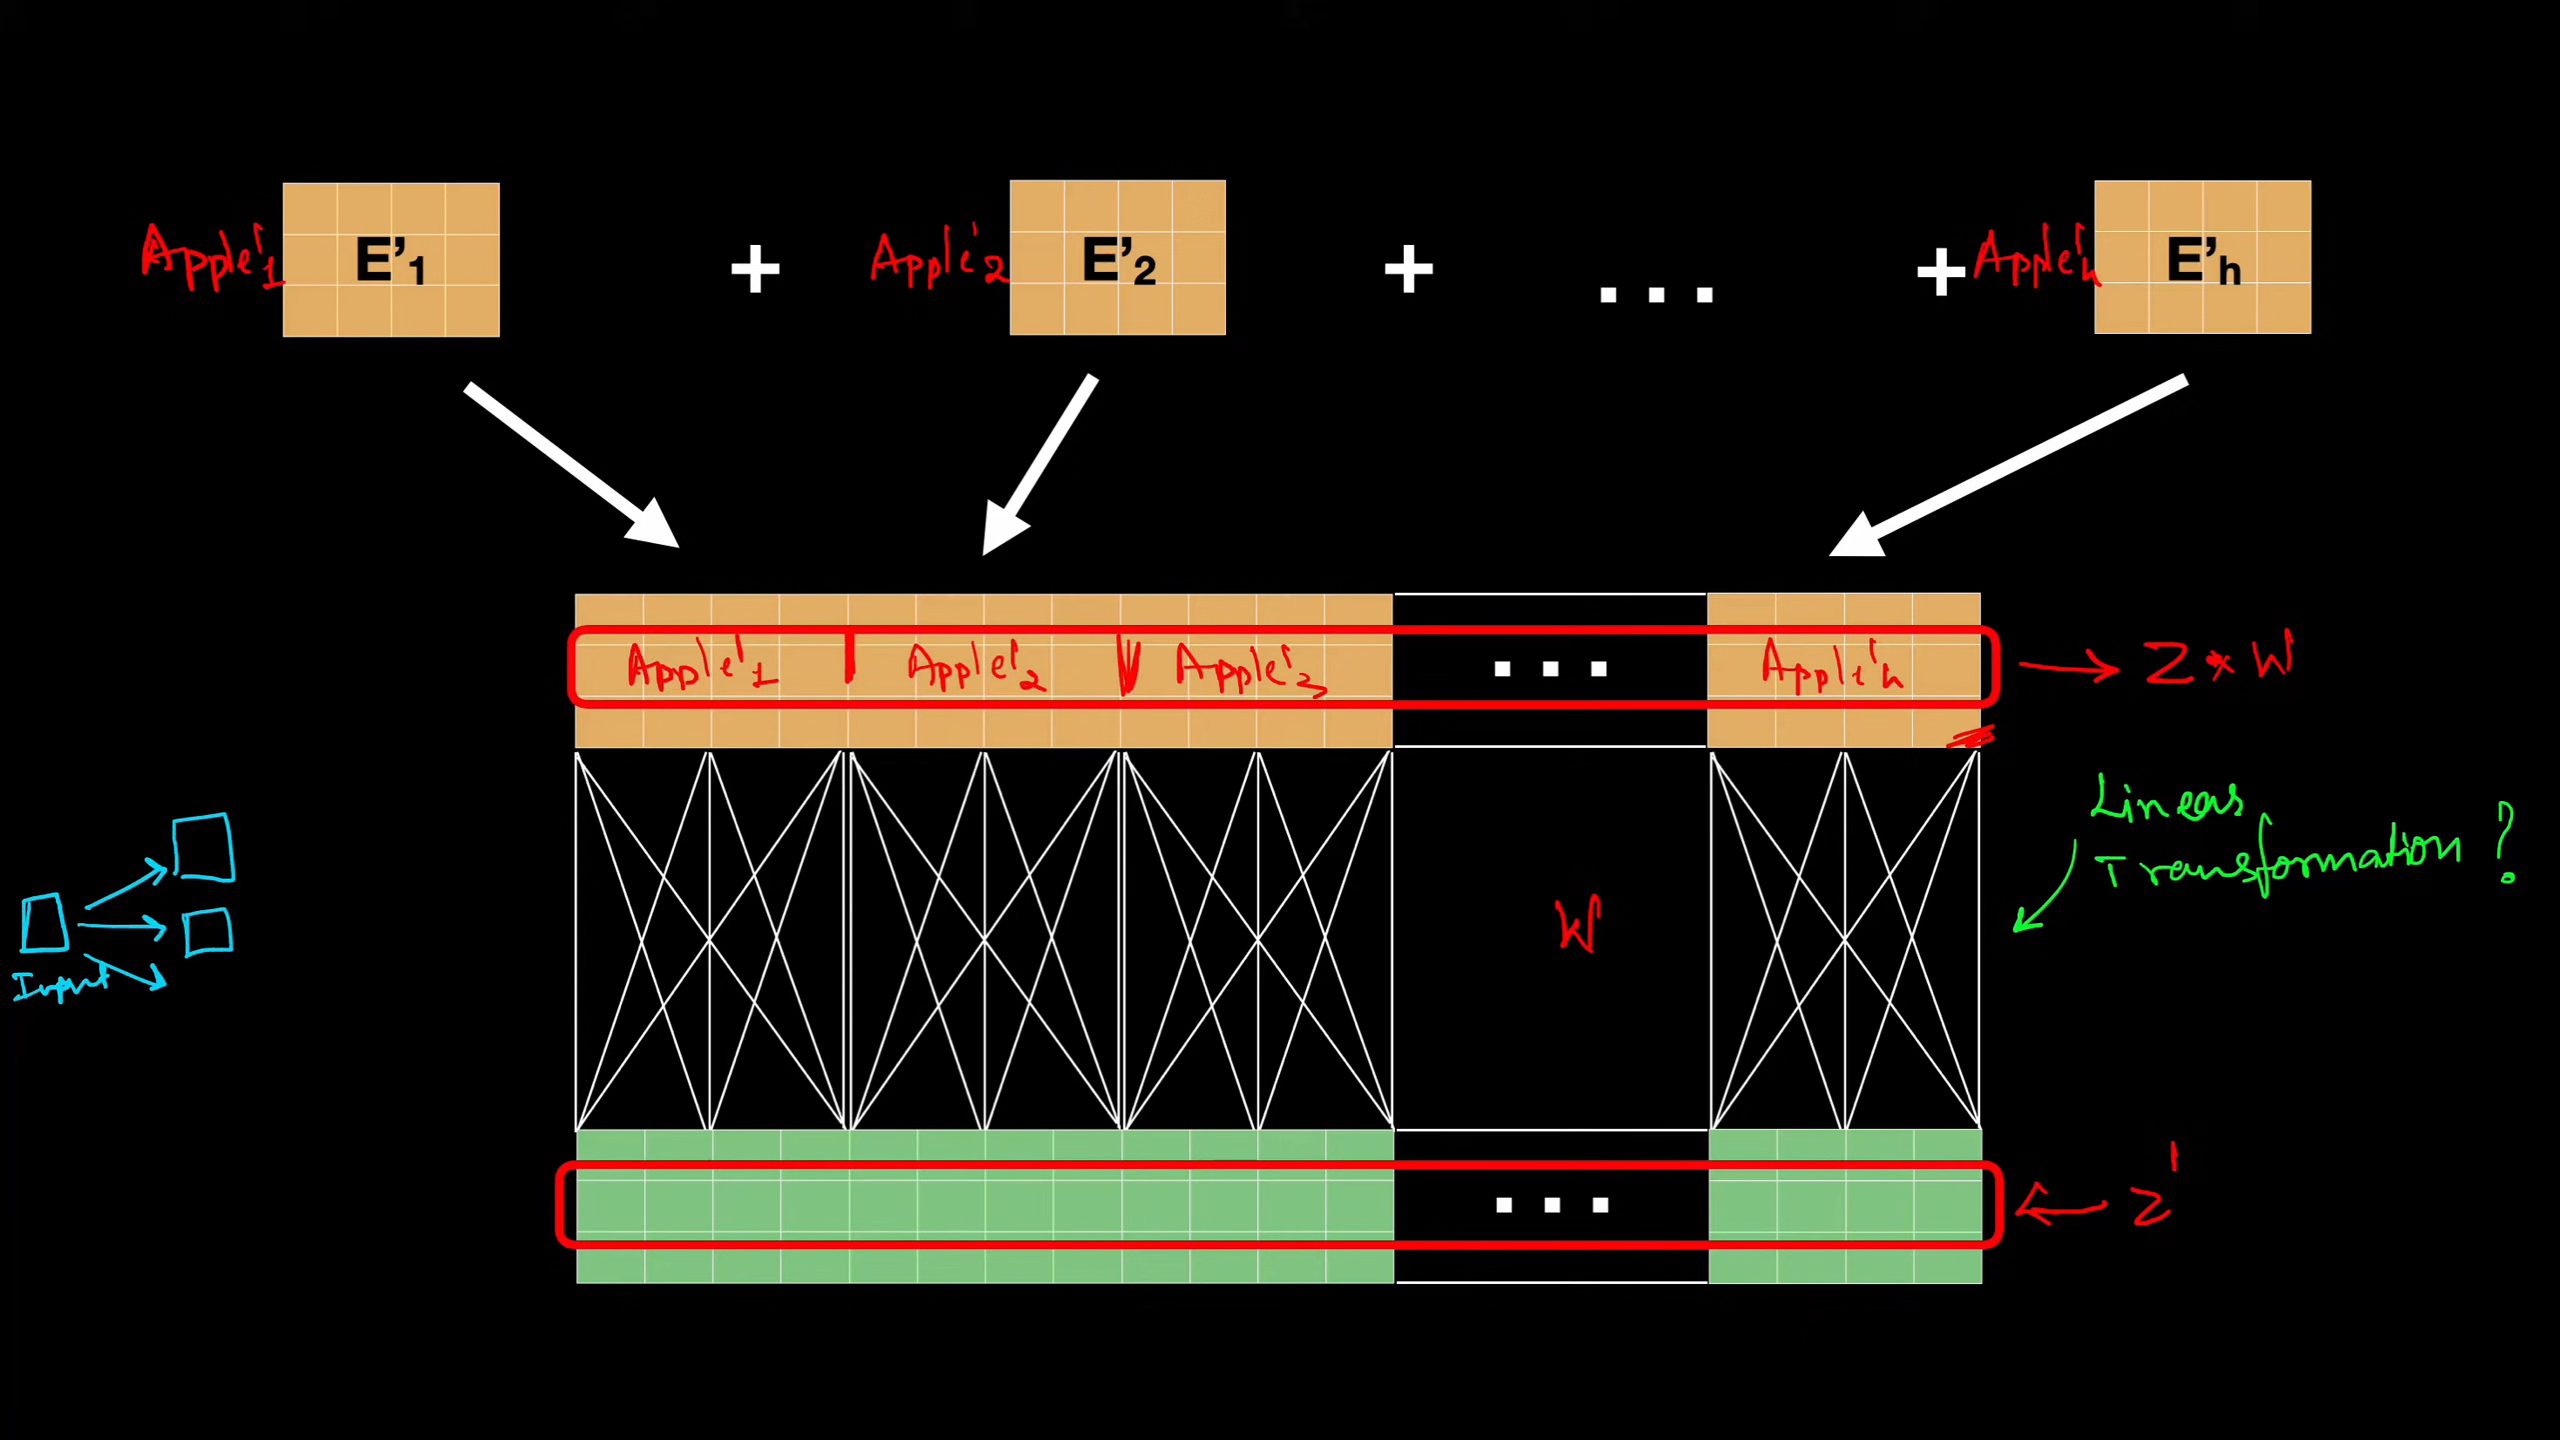 Apple'1 E'1 + Apple'2 E'2 + ... + Apple'h E'h
Apple'1 Apple'2 Apple'3 ... Apple'h → Z * W
Linear
Transformation ?
W
Input
... ← Z'